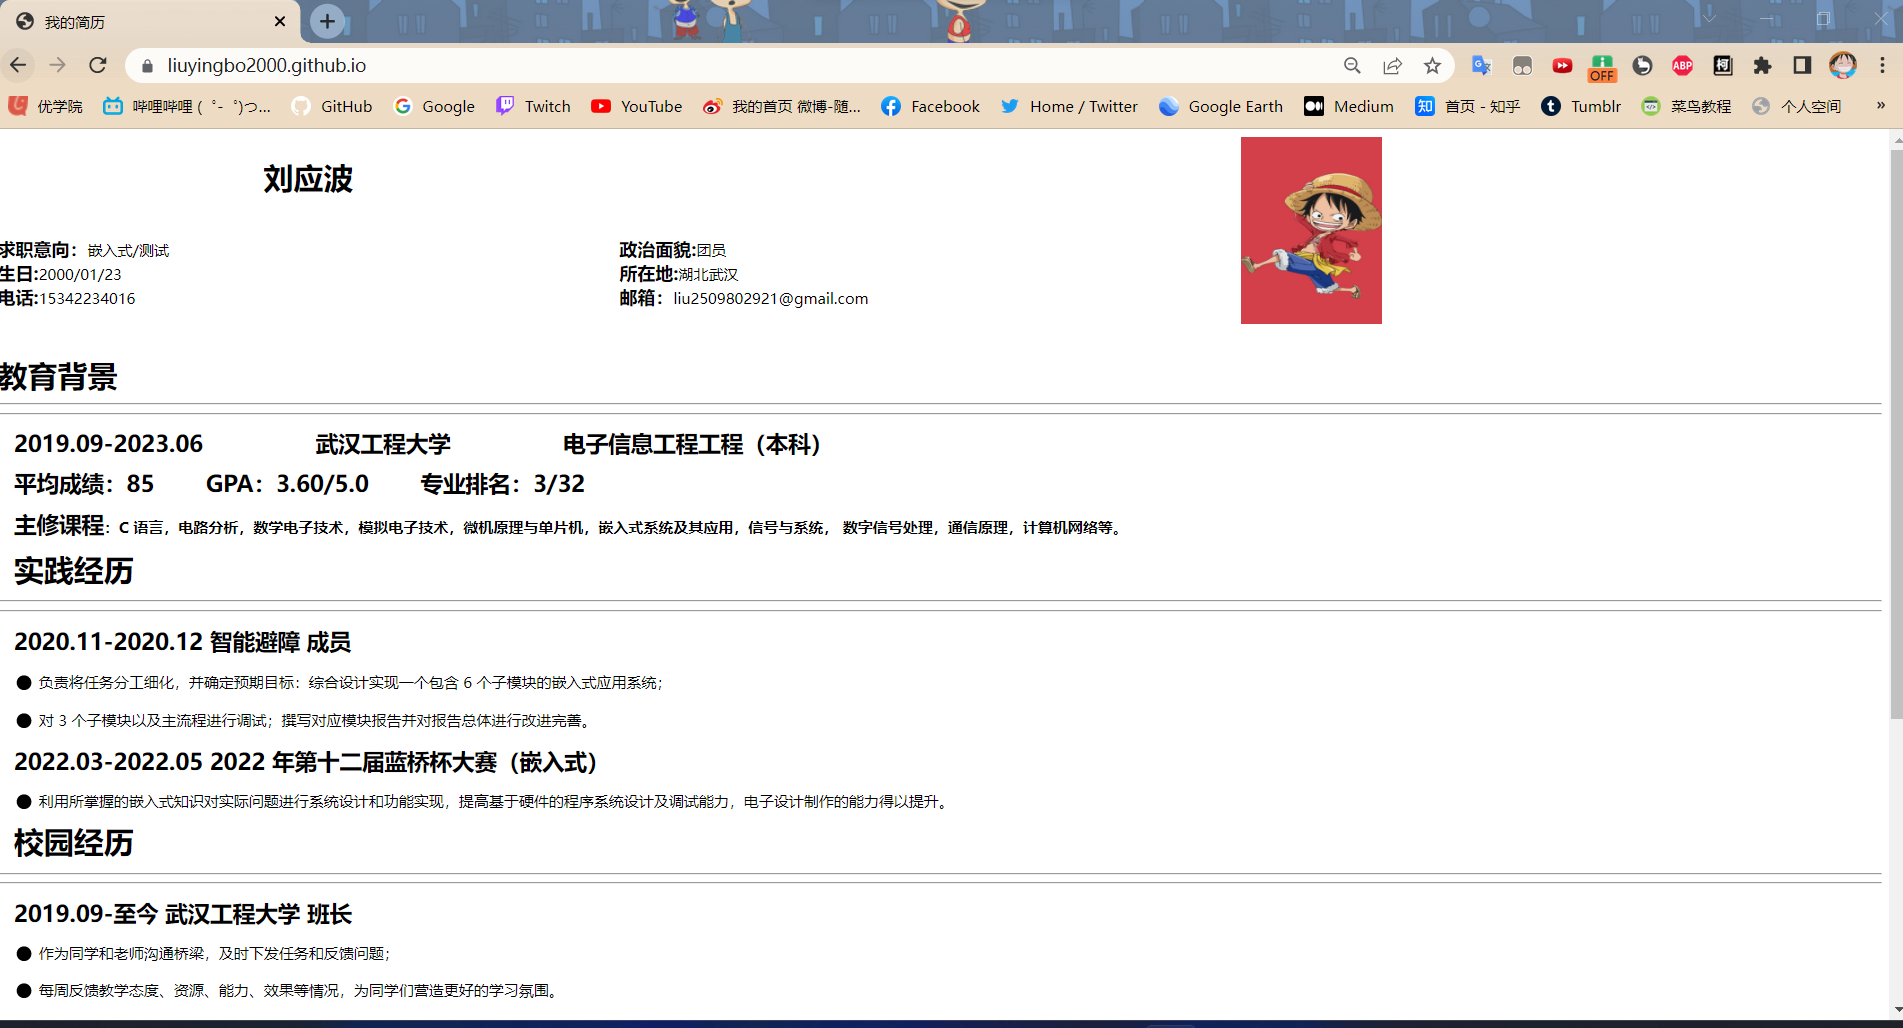 我的简历
liuyingbo2000.github.io
OFF
ABP
优学院 哔哩哔哩 (゜-゜)つ... GitHub Google Twitch YouTube 我的首页 微博-随... Facebook Home / Twitter Google Earth Medium 知 首页 - 知乎 Tumblr 菜鸟教程 个人空间 »
刘应波
求职意向：嵌入式/测试 政治面貌:团员
生日:2000/01/23 所在地:湖北武汉
电话:15342234016 邮箱：liu2509802921@gmail.com
教育背景
2019.09-2023.06 武汉工程大学 电子信息工程工程（本科）
平均成绩：85 GPA：3.60/5.0 专业排名：3/32
主修课程：C 语言，电路分析，数学电子技术，模拟电子技术，微机原理与单片机，嵌入式系统及其应用，信号与系统， 数字信号处理，通信原理，计算机网络等。
实践经历
2020.11-2020.12 智能避障 成员
● 负责将任务分工细化，并确定预期目标：综合设计实现一个包含 6 个子模块的嵌入式应用系统；
● 对 3 个子模块以及主流程进行调试；撰写对应模块报告并对报告总体进行改进完善。
2022.03-2022.05 2022 年第十二届蓝桥杯大赛（嵌入式）
● 利用所掌握的嵌入式知识对实际问题进行系统设计和功能实现，提高基于硬件的程序系统设计及调试能力，电子设计制作的能力得以提升。
校园经历
2019.09-至今 武汉工程大学 班长
● 作为同学和老师沟通桥梁，及时下发任务和反馈问题；
● 每周反馈教学态度、资源、能力、效果等情况，为同学们营造更好的学习氛围。